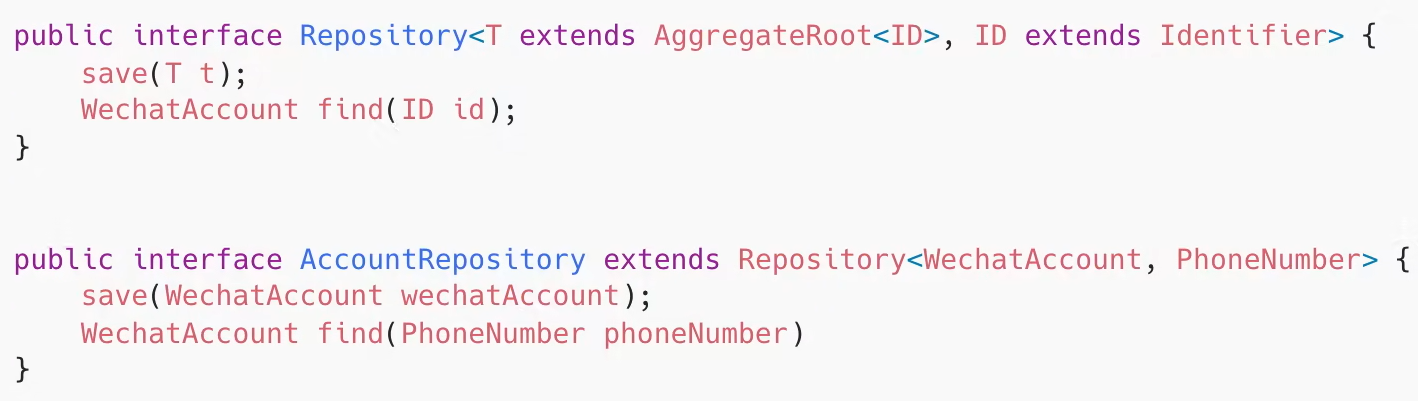 public interface Repository<T extends AggregateRoot<ID>, ID extends Identifier> {
    save(T t);
    WechatAccount find(ID id);
}
public interface AccountRepository extends Repository<WechatAccount, PhoneNumber> {
    save(WechatAccount wechatAccount);
    WechatAccount find(PhoneNumber phoneNumber)
}